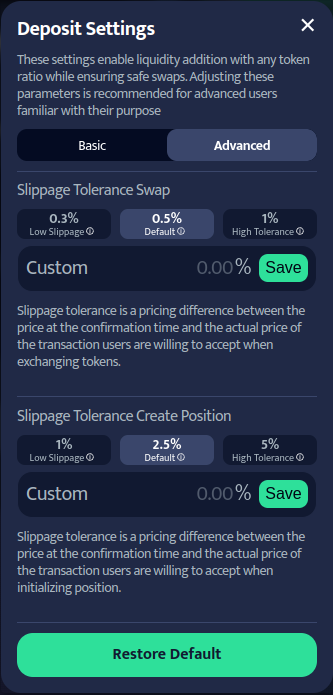 Deposit Settings
These settings enable liquidity addition with any token
ratio while ensuring safe swaps. Adjusting these
parameters is recommended for advanced users
familiar with their purpose
Basic
Advanced
Slippage Tolerance Swap
0.3%
Low Slippage
0.5%
Default
1%
High Tolerance
Custom
0.00%
Save
Slippage tolerance is a pricing difference between the
price at the confirmation time and the actual price of
the transaction users are willing to accept when
exchanging tokens.
Slippage Tolerance Create Position
1%
Low Slippage
2.5%
Default
5%
High Tolerance
Custom
0.00%
Save
Slippage tolerance is a pricing difference between the
price at the confirmation time and the actual price of
the transaction users are willing to accept when
initializing position.
Restore Default